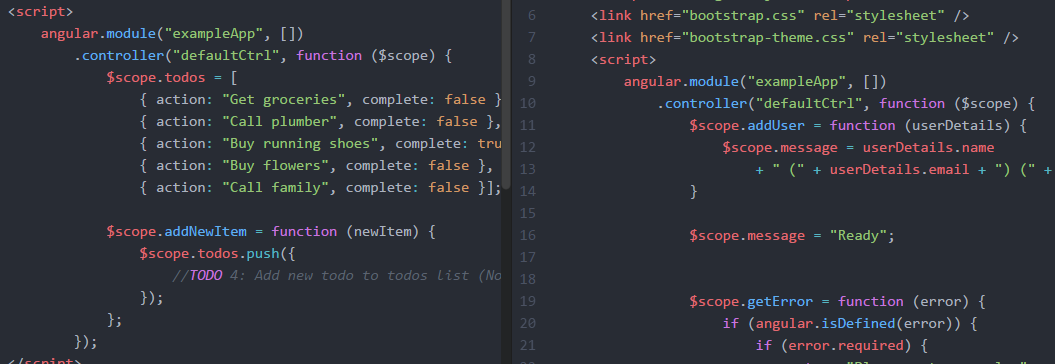 <script>
angular.module("exampleApp", [])
.controller("defaultCtrl", function ($scope) {
$scope.todos = [
{ action: "Get groceries", complete: false }
{ action: "Call plumber", complete: false },
{ action: "Buy running shoes", complete: tru
{ action: "Buy flowers", complete: false },
{ action: "Call family", complete: false }];
$scope.addNewItem = function (newItem) {
$scope.todos.push({
//TODO 4: Add new todo to todos list (No
});
};
});
</script>
6 <link href="bootstrap.css" rel="stylesheet" />
7 <link href="bootstrap-theme.css" rel="stylesheet" />
8 <script>
9 angular.module("exampleApp", [])
10 .controller("defaultCtrl", function ($scope) {
11 $scope.addUser = function (userDetails) {
12 $scope.message = userDetails.name
13 + " (" + userDetails.email + ") (" +
14 }
15
16 $scope.message = "Ready";
17
18
19 $scope.getError = function (error) {
20 if (angular.isDefined(error)) {
21 if (error.required) {